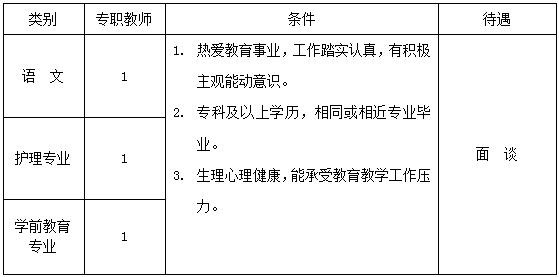 类别 专职教师 条件 待遇
语 文 1
护理专业 1
学前教育
专业 1
1. 热爱教育事业，工作踏实认真，有积极
主观能动意识。
2. 专科及以上学历，相同或相近专业毕
业。
3. 生理心理健康，能承受教育教学工作压
力。
面 谈